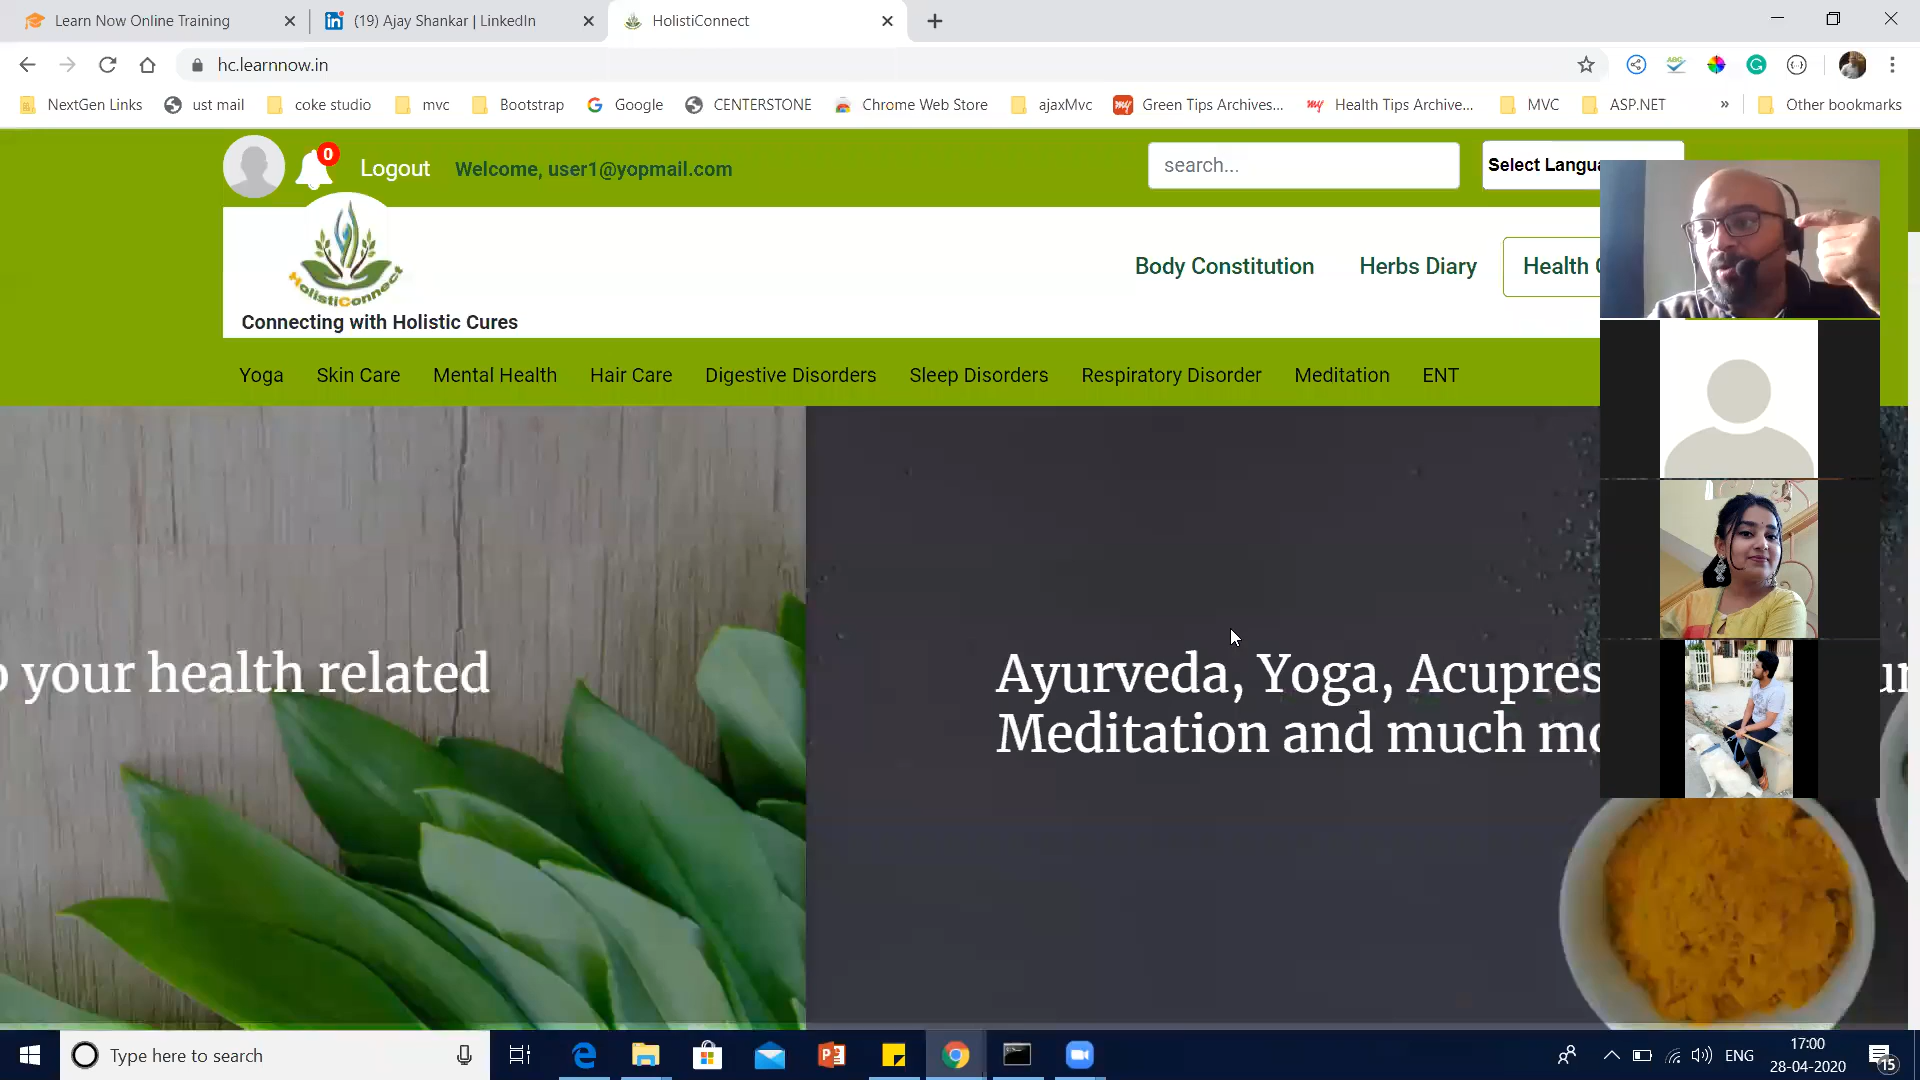 Learn Now Online Training
(19) Ajay Shankar | LinkedIn
HolistiConnect
hc.learnnow.in
NextGen Links
ust mail
coke studio
mvc
Bootstrap
Google
CENTERSTONE
Chrome Web Store
ajaxMvc
Green Tips Archives...
Health Tips Archive...
MVC
ASP.NET
»
Other bookmarks
0
Logout
Welcome, user1@yopmail.com
search...
Select Langua
HolistiConnect
Connecting with Holistic Cures
Body Constitution
Herbs Diary
Health
Yoga
Skin Care
Mental Health
Hair Care
Digestive Disorders
Sleep Disorders
Respiratory Disorder
Meditation
ENT
your health related
Ayurveda, Yoga, Acupres
Meditation and much mo
Type here to search
ENG
17:00
28-04-2020
15